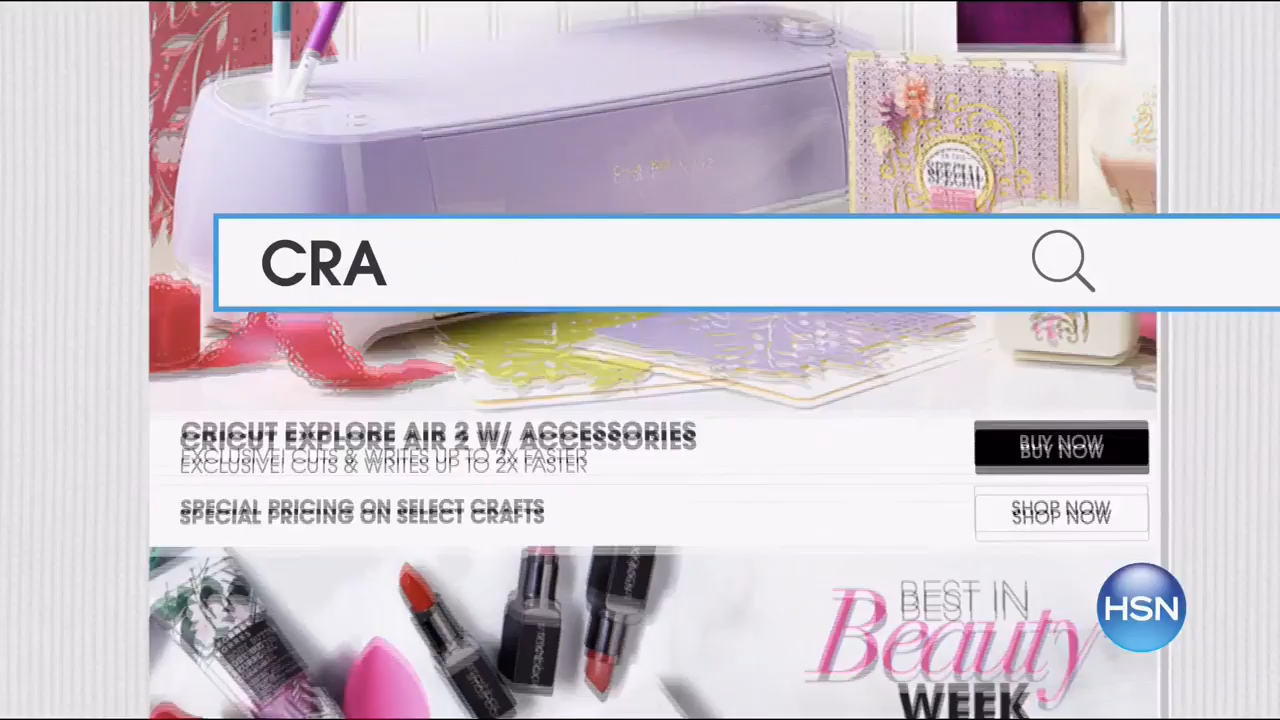 SPECIAL
CRA
CRICUT EXPLORE AIR 2 W/ ACCESSORIES
EXCLUSIVE! CUTS & WRITES UP TO 2X FASTER
BUY NOW
SPECIAL PRICING ON SELECT CRAFTS
SHOP NOW
BEST IN
Beauty
WEEK
HSN